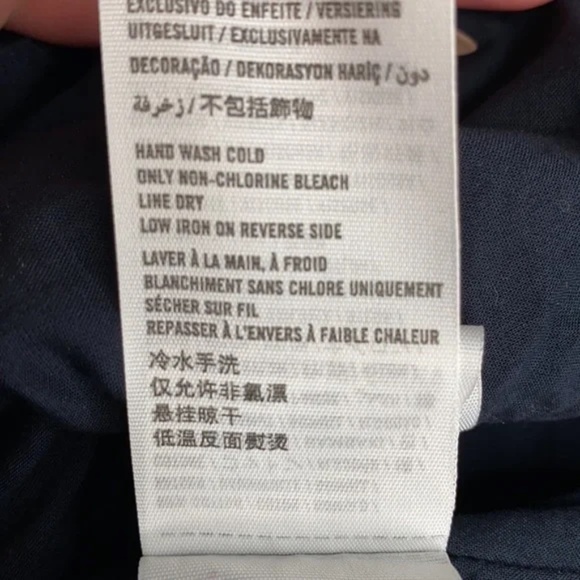 EXCLUSIVO DO ENFEITE / VERSIERING
UITGESLUIT / EXCLUSIVAMENTE NA
DECORAÇÃO / DEKORASYON HARİÇ / دون
زخرفة / 不包括飾物
HAND WASH COLD
ONLY NON-CHLORINE BLEACH
LINE DRY
LOW IRON ON REVERSE SIDE
LAVER À LA MAIN, À FROID
BLANCHIMENT SANS CHLORE UNIQUEMENT
SÉCHER SUR FIL
REPASSER À L'ENVERS À FAIBLE CHALEUR
冷水手洗
仅允许非氯漂
悬挂晾干
低温反面熨烫